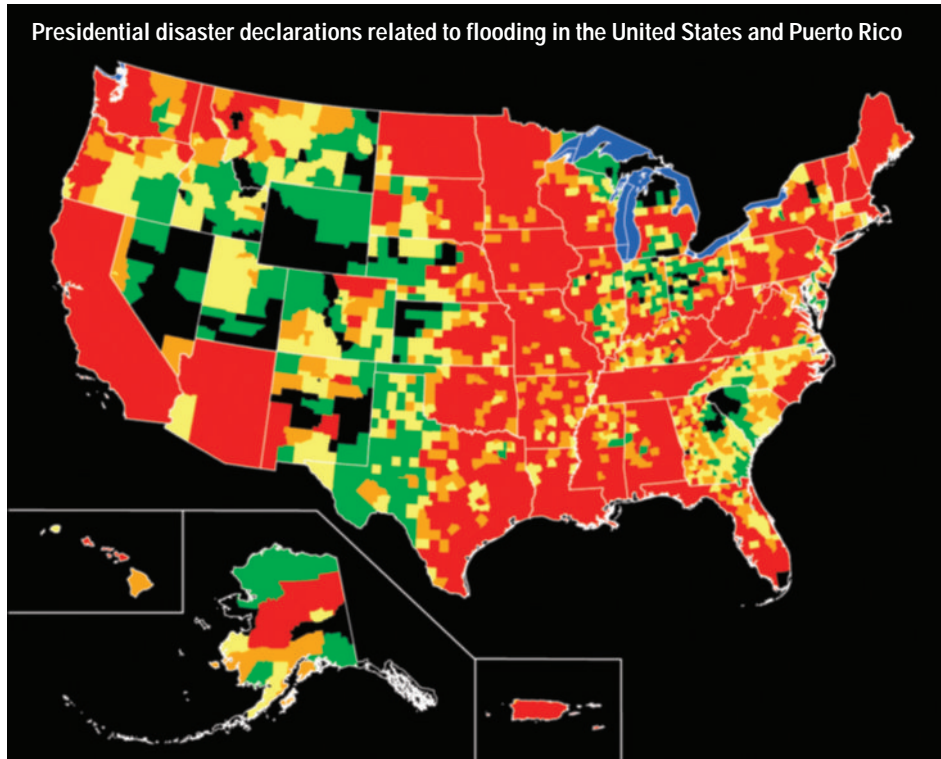 Presidential disaster declarations related to flooding in the United States and Puerto Rico